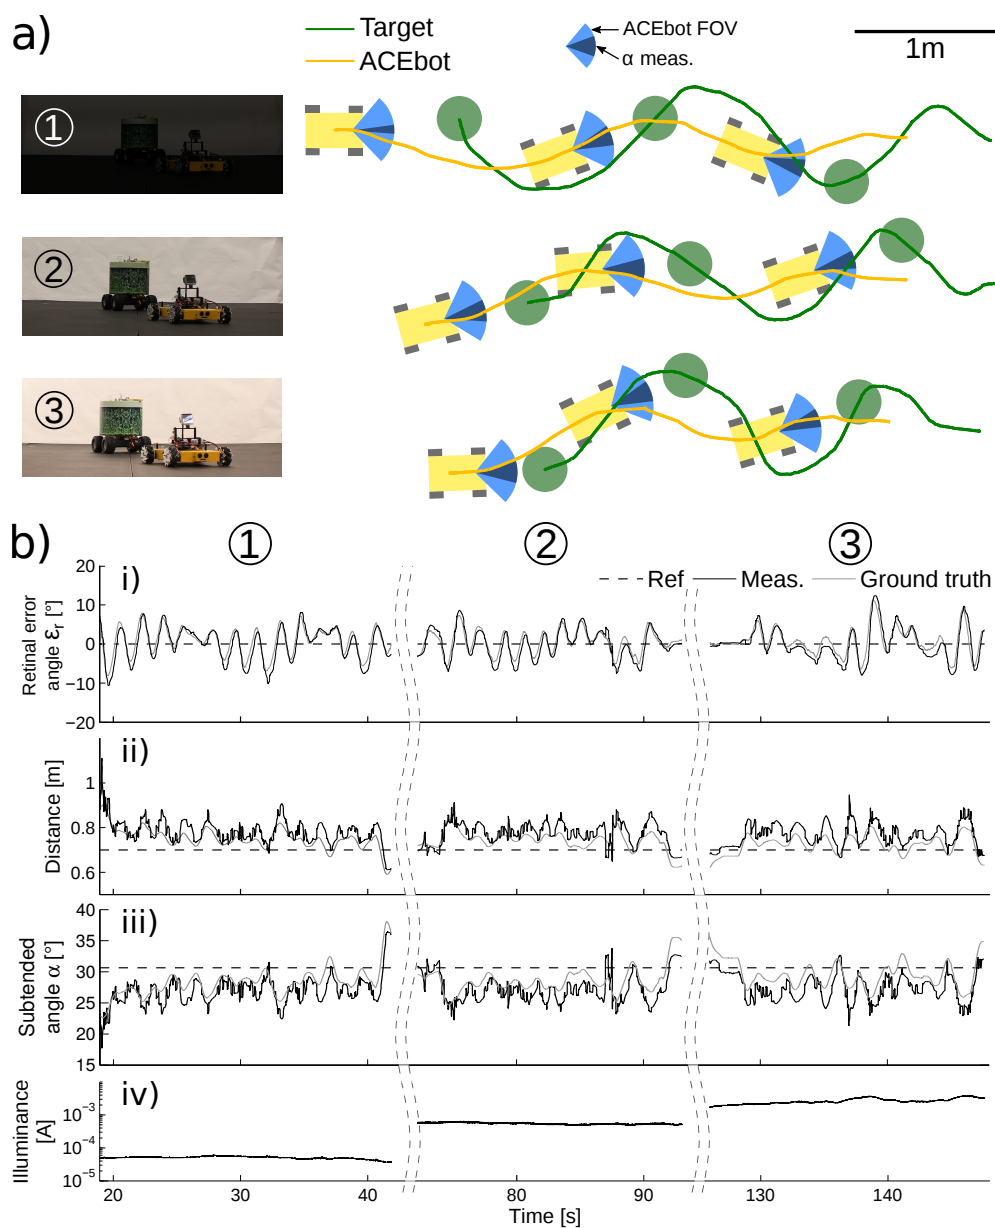 a)
Target
ACEbot
ACEbot FOV
α meas.
1m
1
2
3
b)
1
2
3
i)
Ref
Meas.
Ground truth
Retinal error
angle εr [°]
20
10
0
−10
−20
ii)
Distance [m]
1
0.8
0.6
iii)
Subtended
angle α [°]
40
35
30
25
20
15
iv)
Illuminance
[A]
10⁻³
10⁻⁴
10⁻⁵
20
30
40
80
90
130
140
Time [s]